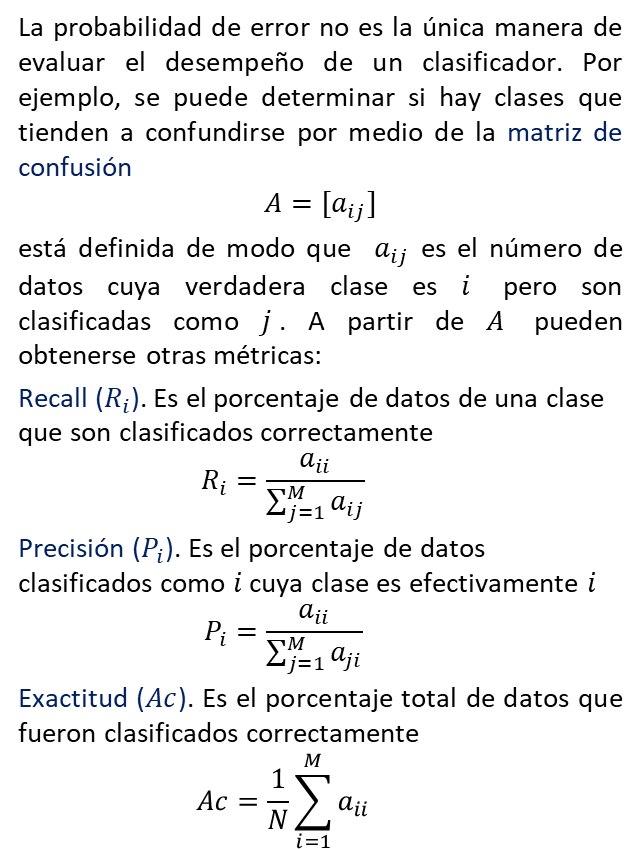 La probabilidad de error no es la única manera de
evaluar el desempeño de un clasificador. Por
ejemplo, se puede determinar si hay clases que
tienden a confundirse por medio de la matriz de
confusión
A = [a_{ij}]
está definida de modo que a_{ij} es el número de
datos cuya verdadera clase es i pero son
clasificadas como j. A partir de A pueden
obtenerse otras métricas:
Recall (R_i). Es el porcentaje de datos de una clase
que son clasificados correctamente
R_i = \frac{a_{ii}}{\sum_{j=1}^{M} a_{ij}}
Precisión (P_i). Es el porcentaje de datos
clasificados como i cuya clase es efectivamente i
P_i = \frac{a_{ii}}{\sum_{j=1}^{M} a_{ji}}
Exactitud (Ac). Es el porcentaje total de datos que
fueron clasificados correctamente
Ac = \frac{1}{N} \sum_{i=1}^{M} a_{ii}